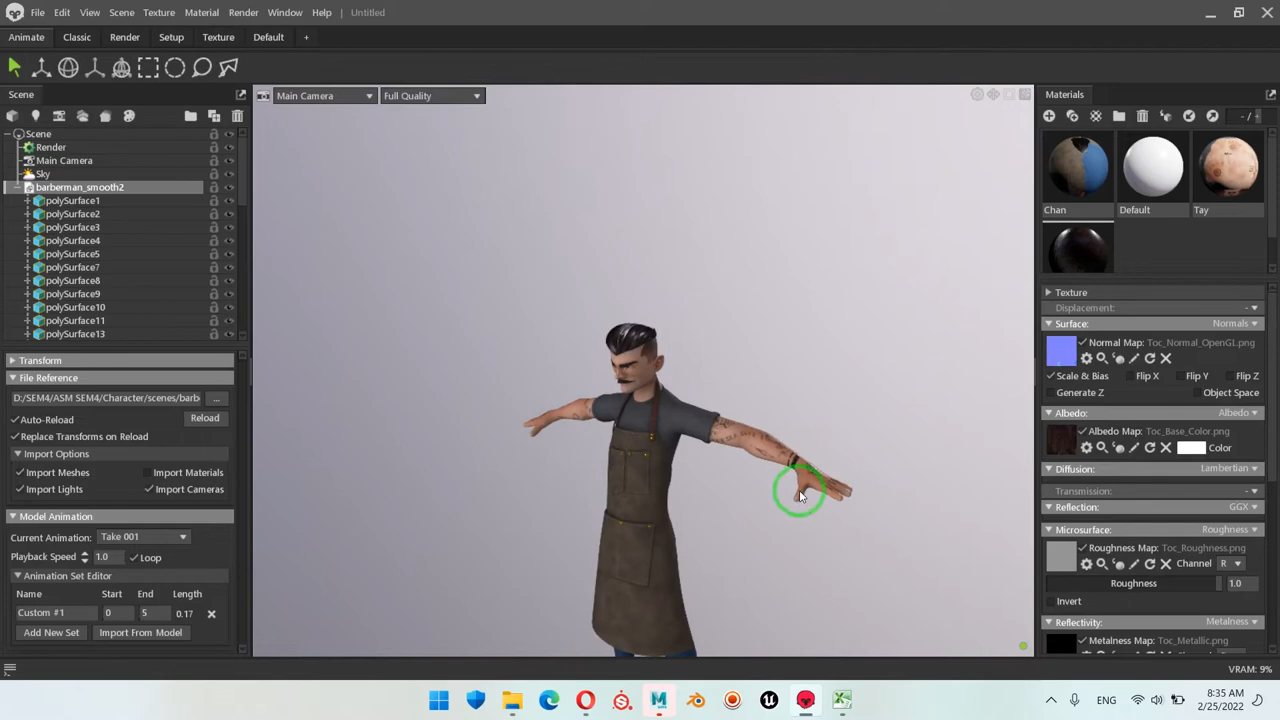 File Edit View Scene Texture Material Render Window Help Untitled
Animate Classic Render Setup Texture Default +
Scene
Main Camera Full Quality
Materials
- /
Scene
Render
Main Camera
Sky
barberman_smooth2
polySurface1
polySurface2
polySurface3
polySurface4
polySurface5
polySurface7
polySurface8
polySurface9
polySurface10
polySurface11
polySurface13
Transform
File Reference
D:/SEM4/ASM SEM4/Character/scenes/barb ...
Auto-Reload Reload
Replace Transforms on Reload
Import Options
Import Meshes Import Materials
Import Lights Import Cameras
Model Animation
Current Animation: Take 001
Playback Speed 1.0 Loop
Animation Set Editor
Name Start End Length
Custom #1 0 5 0.17
Add New Set Import From Model
Chan Default Tay
Texture
Displacement: -
Surface: Normals
Normal Map: Toc_Normal_OpenGL.png
Scale & Bias Flip X Flip Y Flip Z
Generate Z Object Space
Albedo: Albedo
Albedo Map: Toc_Base_Color.png
Color
Diffusion: Lambertian
Transmission: -
Reflection: GGX
Microsurface: Roughness
Roughness Map: Toc_Roughness.png
Channel R
Roughness 1.0
Invert
Reflectivity: Metalness
Metalness Map: Toc_Metallic.png
VRAM: 9%
ENG 8:35 AM
2/25/2022